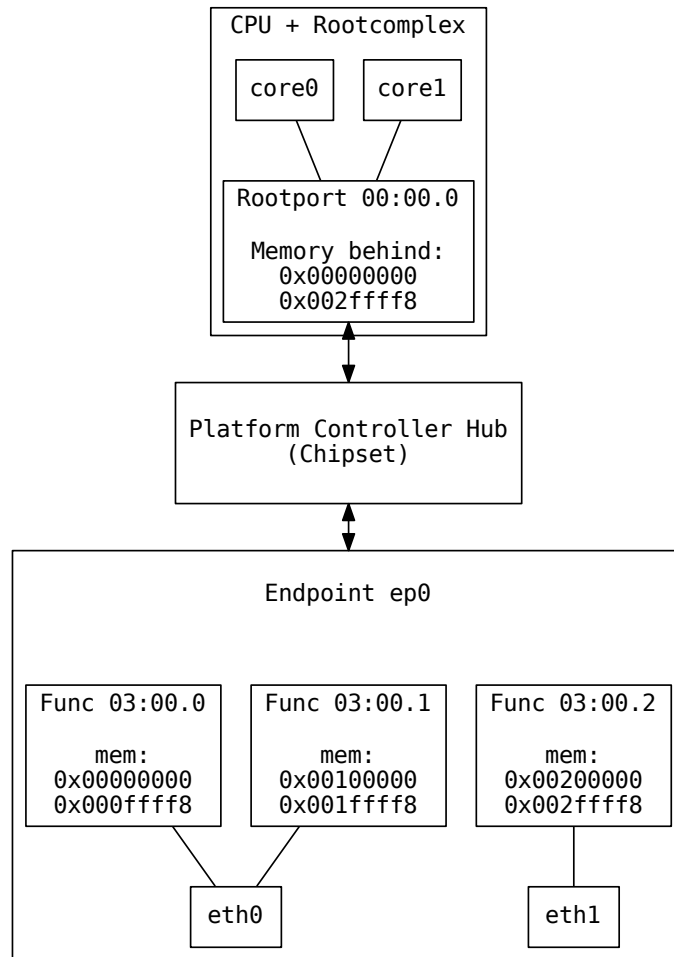 CPU + Rootcomplex
core0
core1
Rootport 00:00.0
Memory behind:
0x00000000
0x002ffff8
Platform Controller Hub
(Chipset)
Endpoint ep0
Func 03:00.0
mem:
0x00000000
0x000ffff8
Func 03:00.1
mem:
0x00100000
0x001ffff8
Func 03:00.2
mem:
0x00200000
0x002ffff8
eth0
eth1